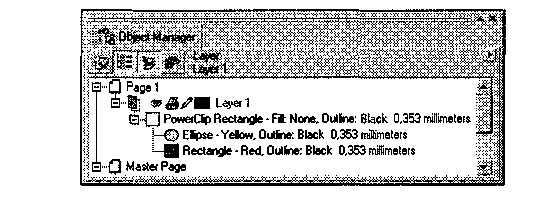 Object Manager
Layer
Layer 1
Page 1
Layer 1
PowerClip Rectangle - Fill: None, Outline: Black 0,353 millimeters
Ellipse - Yellow, Outline: Black 0,353 millimeters
Rectangle - Red, Outline: Black 0,353 millimeters
Master Page